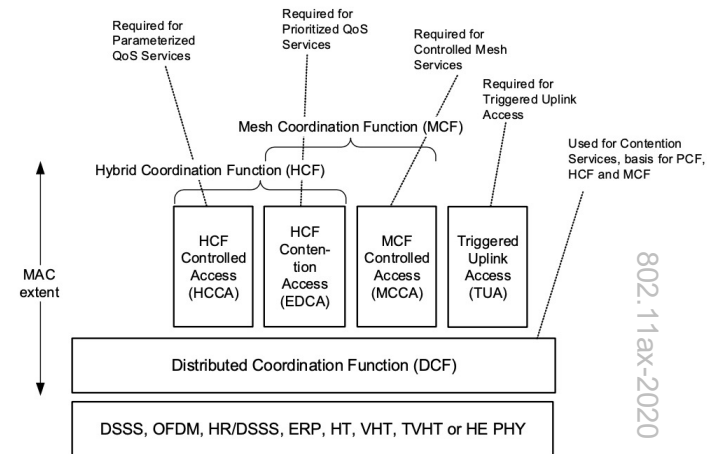 Required for
Parameterized
QoS Services
Required for
Prioritized QoS
Services
Required for
Controlled Mesh
Services
Required for
Triggered Uplink
Access
Used for Contention
Services, basis for PCF,
HCF and MCF
Mesh Coordination Function (MCF)
Hybrid Coordination Function (HCF)
MAC
extent
HCF
Controlled
Access
(HCCA)
HCF
Conten-
tion
Access
(EDCA)
MCF
Controlled
Access
(MCCA)
Triggered
Uplink
Access
(TUA)
Distributed Coordination Function (DCF)
DSSS, OFDM, HR/DSSS, ERP, HT, VHT, TVHT or HE PHY
802.11ax-2020